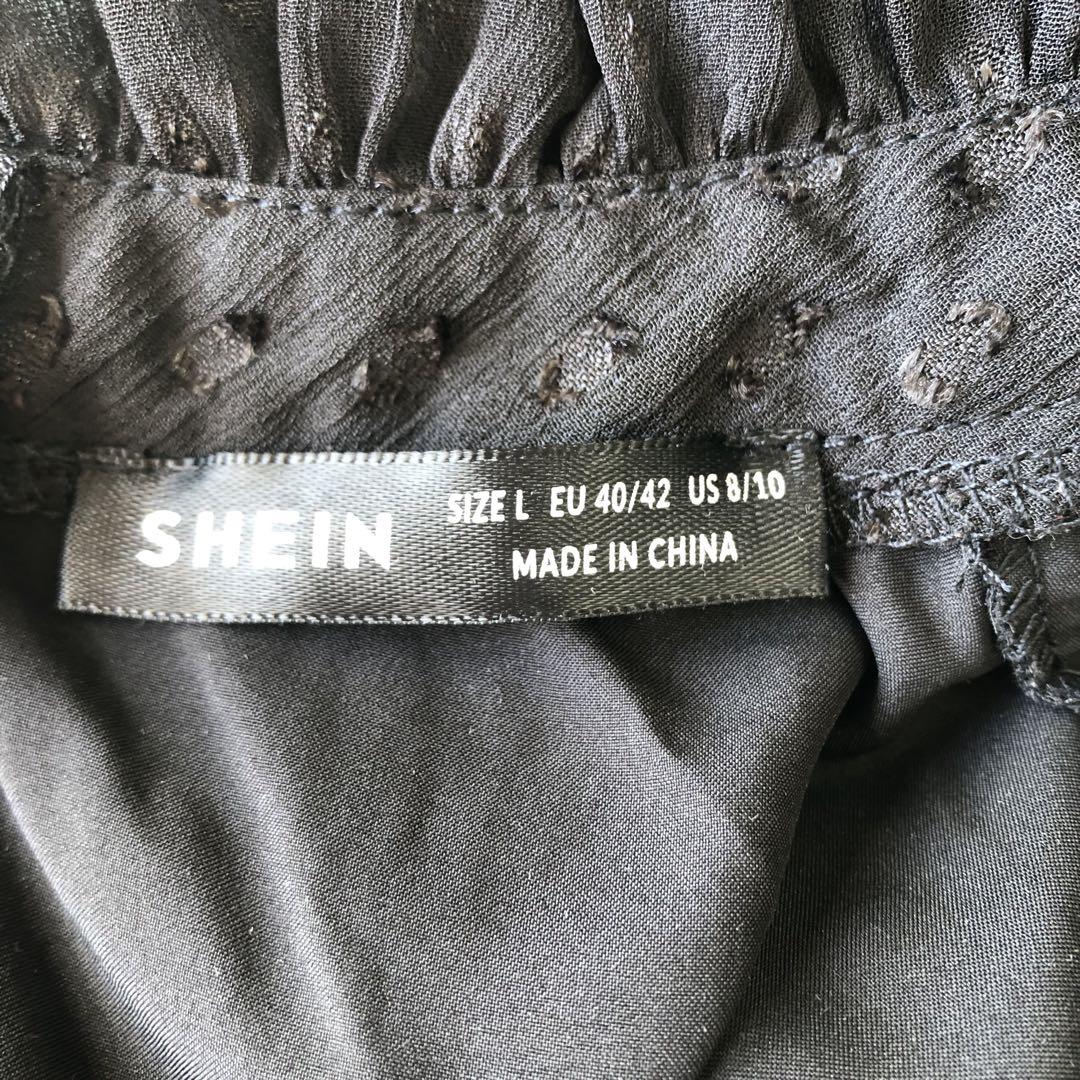 SHEIN
SIZE L EU 40/42 US 8/10
MADE IN CHINA